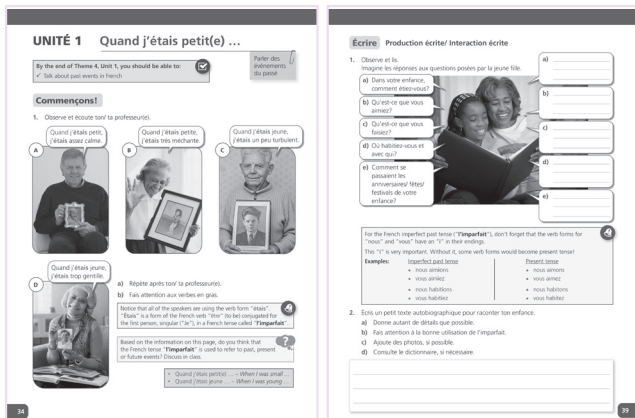 UNITÉ 1 Quand j'étais petit(e) ...
By the end of Theme 4, Unit 1, you should be able to:
✓ Talk about past events in French
Parler des
événements
du passé
Commençons!
1. Observe et écoute ton/ ta professeur(e).
Quand j'étais petit,
j'étais assez calme.
A
Quand j'étais petite,
j'étais très méchante.
B
Quand j'étais jeune,
j'étais un peu turbulent.
C
Quand j'étais jeune,
j'étais trop gentille.
D
a) Répète après ton/ ta professeur(e).
b) Fais attention aux verbes en gras.
Notice that all of the speakers are using the verb form "étais".
"Étais" is a form of the French verb "être" (to be) conjugated for
the first person, singular ("je"), in a French tense called "l'imparfait".
Based on the information on this page, do you think that
the French tense "l'imparfait" is used to refer to past, present
or future events? Discuss in class.
• Quand j'étais petit(e) ... – When I was small ...
• Quand j'étais jeune ... – When I was young ...
34
Écrire Production écrite/ Interaction écrite
1. Observe et lis.
Imagine les réponses aux questions posées par la jeune fille.
a) Dans votre enfance,
comment étiez-vous?
b) Qu'est-ce que vous
aimiez?
c) Qu'est-ce que vous
faisiez?
d) Où habitiez-vous et
avec qui?
e) Comment se
passaient les
anniversaires/ fêtes/
festivals de votre
enfance?
a)
b)
c)
d)
e)
For the French imperfect past tense ("l'imparfait"), don't forget that the verb forms for
"nous" and "vous" have an "i" in their endings.
This "i" is very important. Without it, some verb forms would become present tense!
Examples: Imperfect past tense Present tense
• nous aimions • nous aimons
• vous aimiez • vous aimez
• nous habitions • nous habitons
• vous habitiez • vous habitez
2. Écris un petit texte autobiographique pour raconter ton enfance.
a) Donne autant de détails que possible.
b) Fais attention à la bonne utilisation de l'imparfait.
c) Ajoute des photos, si possible.
d) Consulte le dictionnaire, si nécessaire.
39